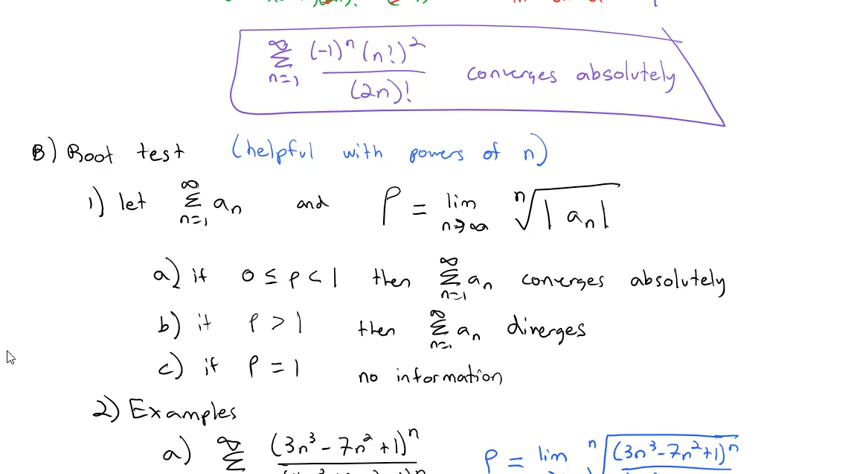 ∞ Σ n=1 (-1)^n (n!)^2 / (2n)! converges absolutely
B) Root test (helpful with powers of n)
1) let ∞ Σ n=1 a_n and ρ = lim n→∞ n√|a_n|
a) if 0 ≤ ρ < 1 then ∞ Σ n=1 a_n converges absolutely
b) if ρ > 1 then ∞ Σ n=1 a_n diverges
c) if ρ = 1 no information
2) Examples
a) ∞ Σ (3n^3 - 7n^2 + 1)^n ρ = lim n√(3n^3 - 7n^2 + 1)^n